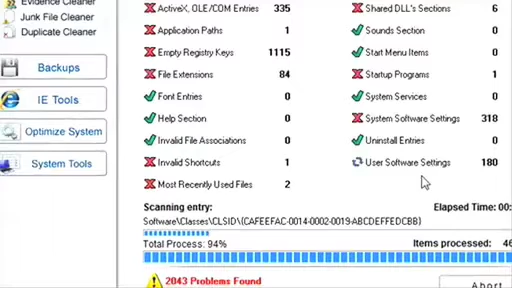 Evidence Cleaner
Junk File Cleaner
Duplicate Cleaner
Backups
IE Tools
Optimize System
System Tools
ActiveX, OLE/COM Entries 335
Application Paths 1
Empty Registry Keys 1115
File Extensions 84
Font Entries 0
Help Section 0
Invalid File Associations 0
Invalid Shortcuts 1
Most Recently Used Files 2
Shared DLL's Sections 6
Sounds Section 0
Start Menu Items 0
Startup Programs 1
System Services 0
System Software Settings 318
Uninstall Entries 0
User Software Settings 180
Scanning entry: Elapsed Time: 00:
Software\Classes\CLSID\{CAFEEFAC-0014-0002-0019-ABCDEFFEDCBB}
Total Process: 94% Items processed: 46
2043 Problems Found
Abort